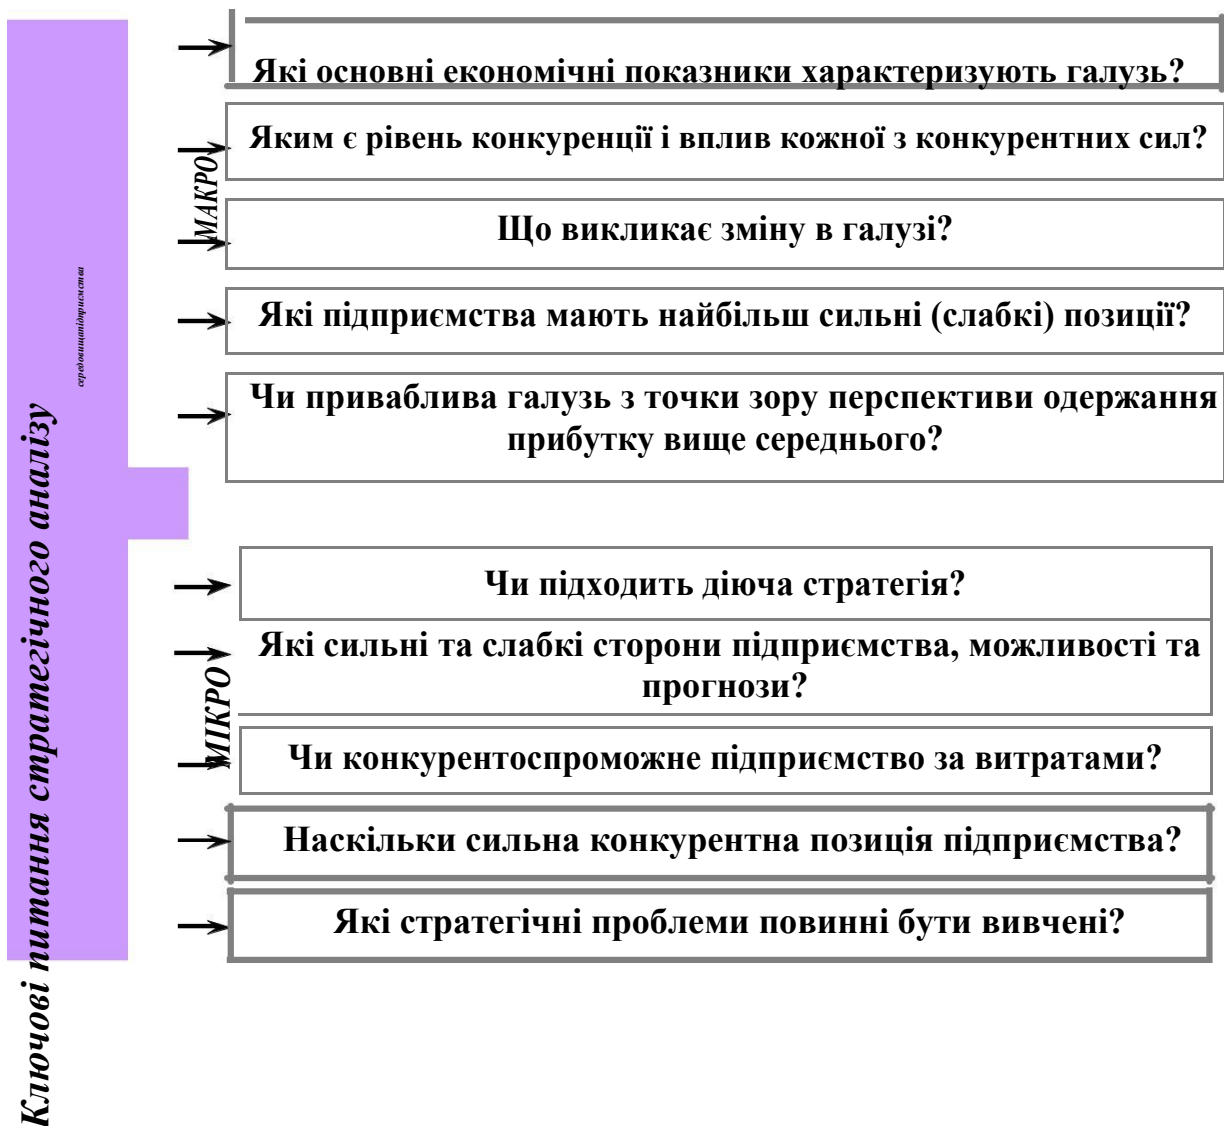 Ключові питання стратегічного аналізу
середовищапідприємства
МАКРО
Які основні економічні показники характеризують галузь?
Яким є рівень конкуренції і вплив кожної з конкурентних сил?
Що викликає зміну в галузі?
Які підприємства мають найбільш сильні (слабкі) позиції?
Чи приваблива галузь з точки зору перспективи одержання
прибутку вище середнього?
МІКРО
Чи підходить діюча стратегія?
Які сильні та слабкі сторони підприємства, можливості та
прогнози?
Чи конкурентоспроможне підприємство за витратами?
Наскільки сильна конкурентна позиція підприємства?
Які стратегічні проблеми повинні бути вивчені?